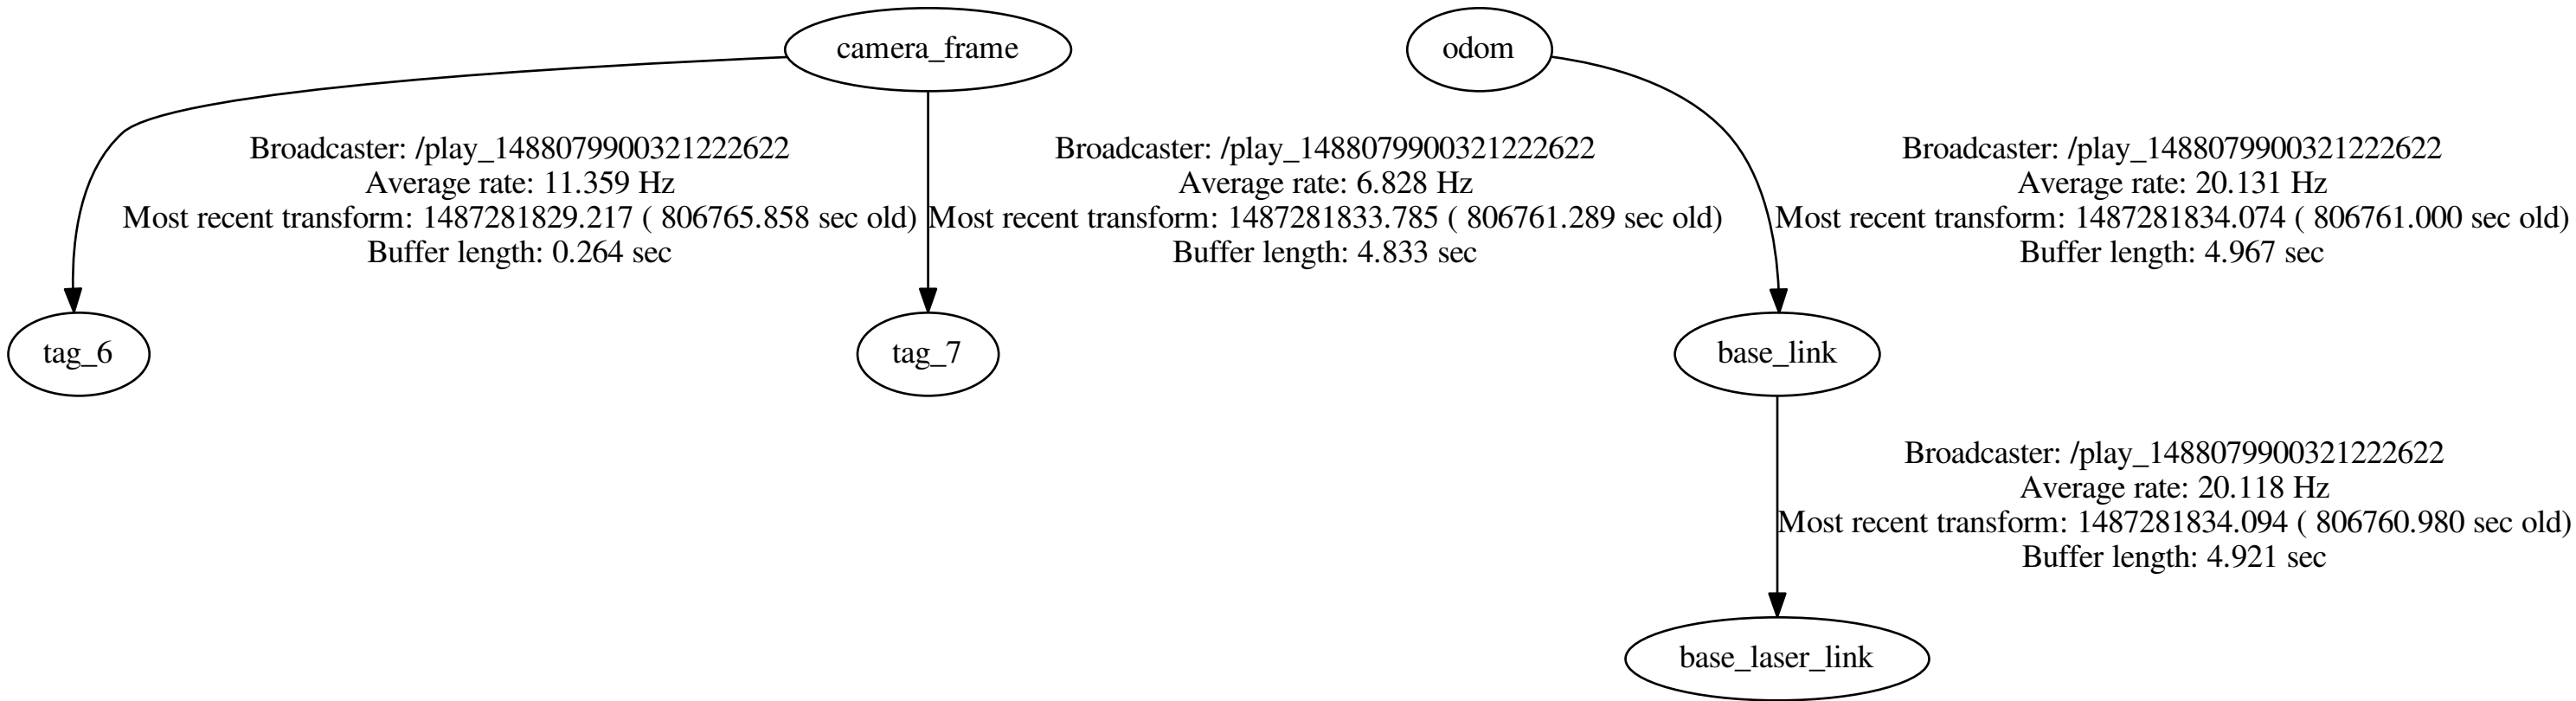 camera_frame
odom
Broadcaster: /play_1488079900321222622
Average rate: 11.359 Hz
Most recent transform: 1487281829.217 ( 806765.858 sec old)
Buffer length: 0.264 sec
Broadcaster: /play_1488079900321222622
Average rate: 6.828 Hz
Most recent transform: 1487281833.785 ( 806761.289 sec old)
Buffer length: 4.833 sec
Broadcaster: /play_1488079900321222622
Average rate: 20.131 Hz
Most recent transform: 1487281834.074 ( 806761.000 sec old)
Buffer length: 4.967 sec
tag_6
tag_7
base_link
Broadcaster: /play_1488079900321222622
Average rate: 20.118 Hz
Most recent transform: 1487281834.094 ( 806760.980 sec old)
Buffer length: 4.921 sec
base_laser_link